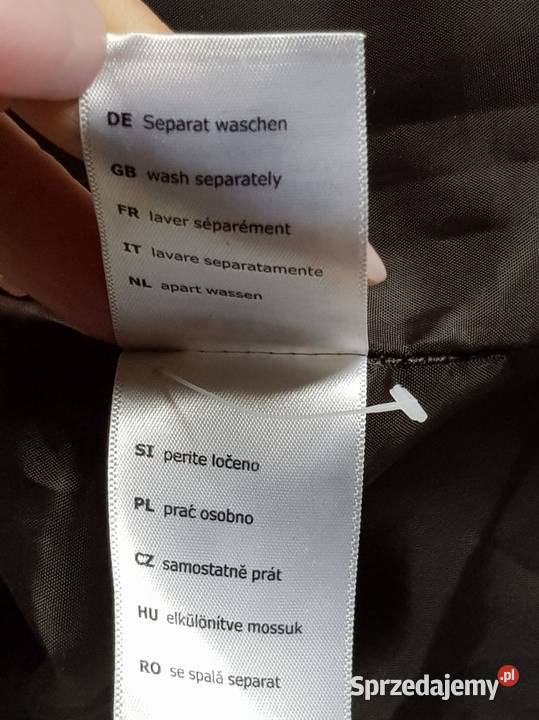 DE Separat waschen
GB wash separately
FR laver séparément
IT lavare separatamente
NL apart wassen
SI perite ločeno
PL prać osobno
CZ samostatně prát
HU elkülönítve mossuk
RO se spală separat
Sprzedajemy.pl